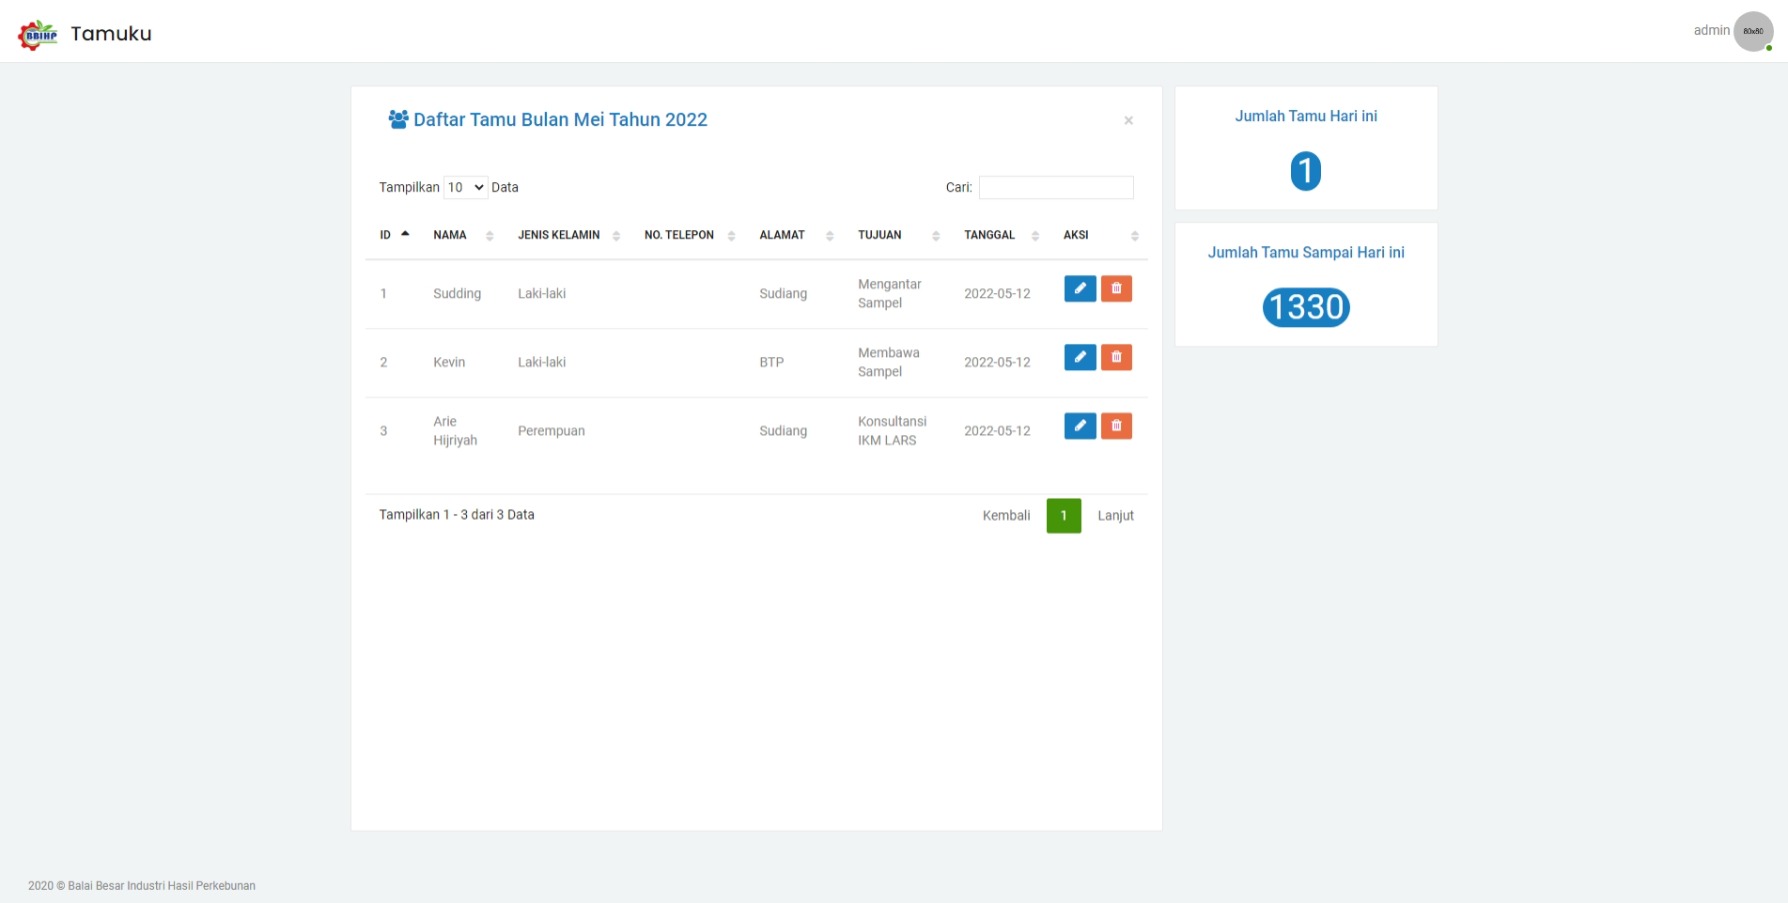 BBIHP Tamuku
admin 80x80
Daftar Tamu Bulan Mei Tahun 2022 ×
Tampilkan 10 Data Cari:
ID NAMA JENIS KELAMIN NO. TELEPON ALAMAT TUJUAN TANGGAL AKSI
1 Sudding Laki-laki Sudiang Mengantar Sampel 2022-05-12
2 Kevin Laki-laki BTP Membawa Sampel 2022-05-12
3 Arie Hijriyah Perempuan Sudiang Konsultansi IKM LARS 2022-05-12
Tampilkan 1 - 3 dari 3 Data Kembali 1 Lanjut
Jumlah Tamu Hari ini
1
Jumlah Tamu Sampai Hari ini
1330
2020 © Balai Besar Industri Hasil Perkebunan